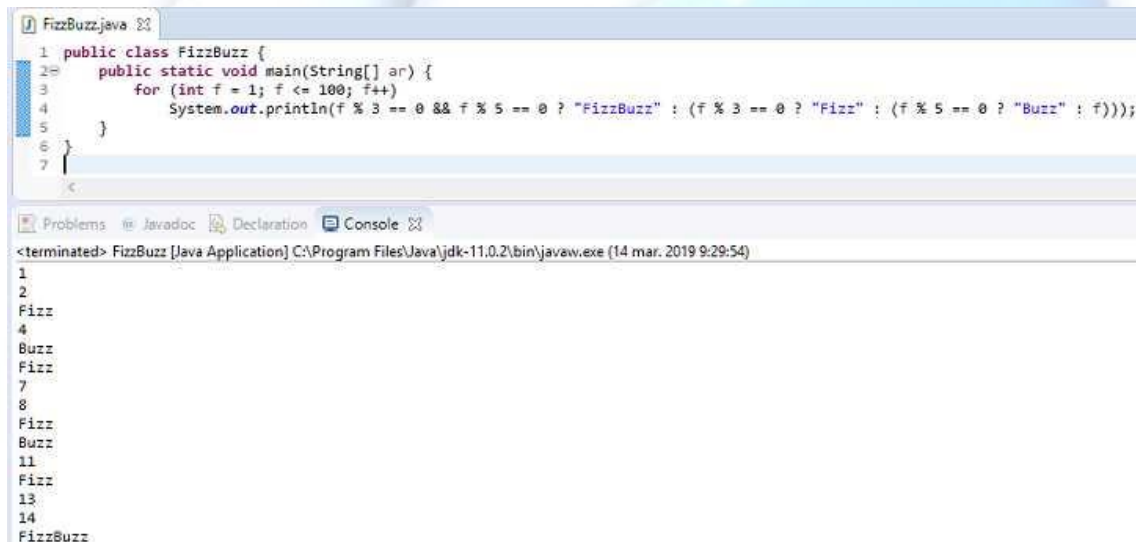 FizzBuzz.java
1 public class FizzBuzz {
2 public static void main(String[] ar) {
3 for (int f = 1; f <= 100; f++)
4 System.out.println(f % 3 == 0 && f % 5 == 0 ? "FizzBuzz" : (f % 3 == 0 ? "Fizz" : (f % 5 == 0 ? "Buzz" : f)));
5 }
6 }
7
Problems Javadoc Declaration Console
<terminated> FizzBuzz [Java Application] C:\Program Files\Java\jdk-11.0.2\bin\javaw.exe (14 mar. 2019 9:29:54)
1
2
Fizz
4
Buzz
Fizz
7
8
Fizz
Buzz
11
Fizz
13
14
FizzBuzz